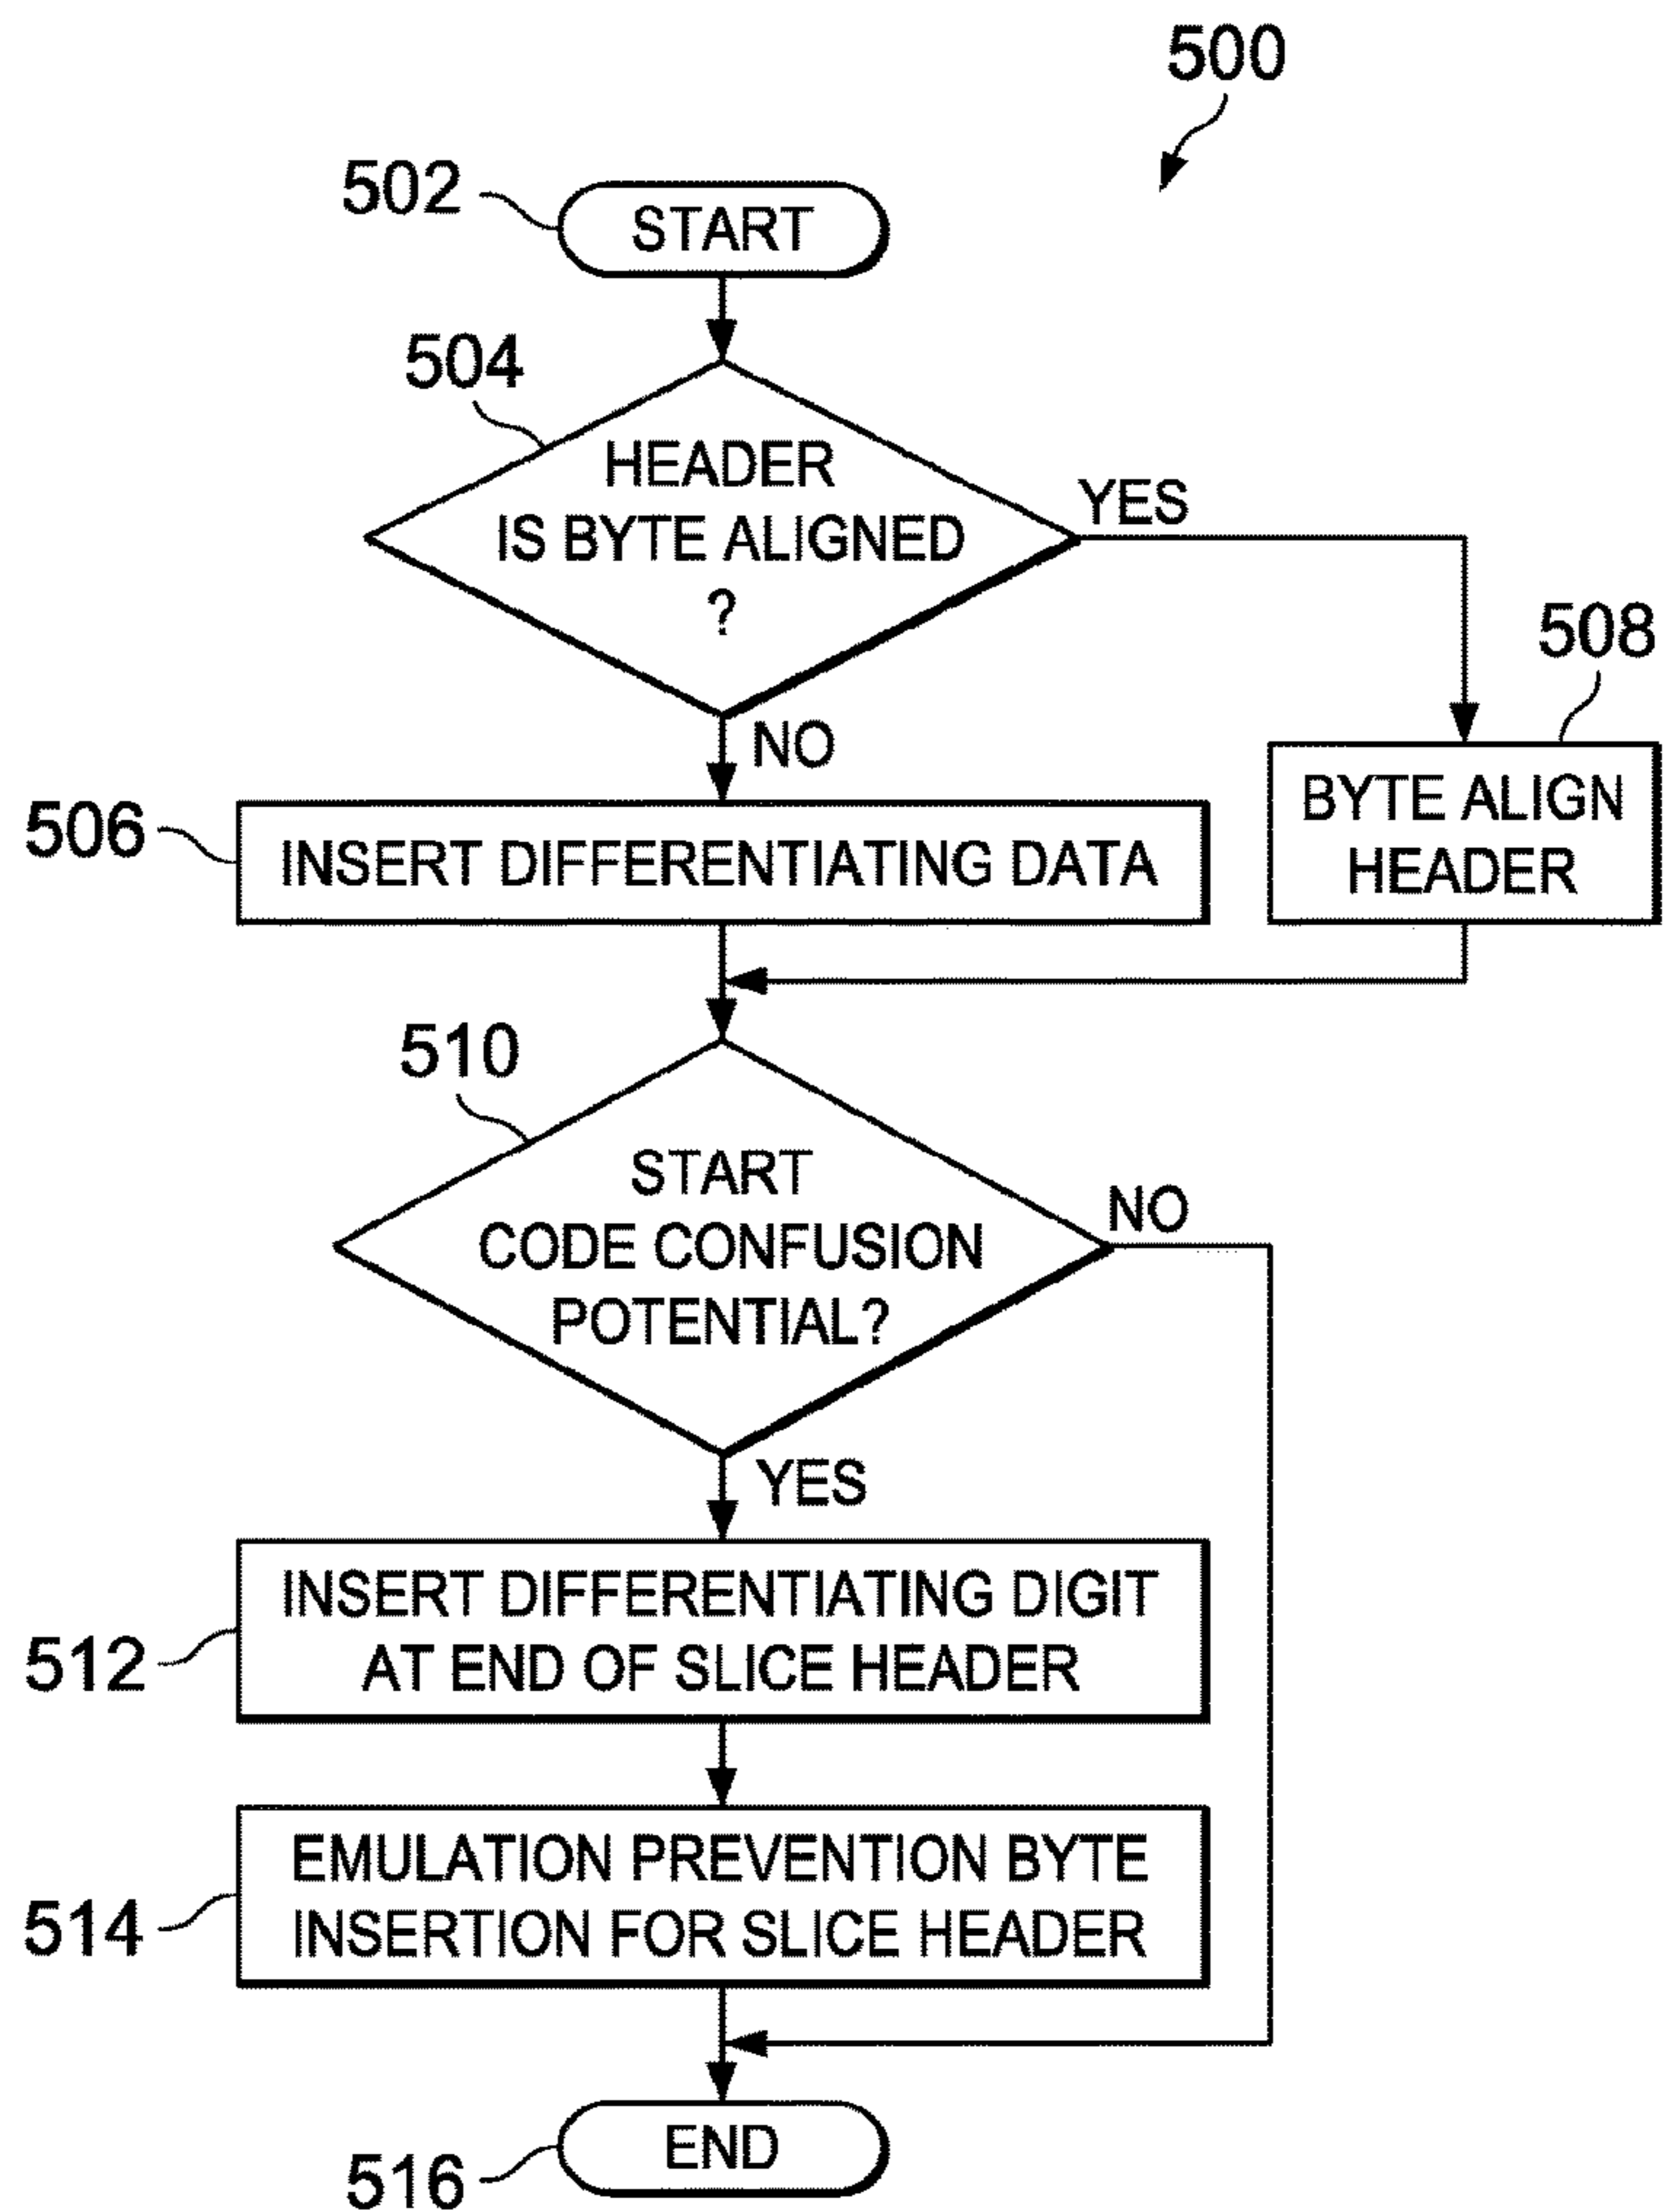 500
502
START
504
HEADER
IS BYTE ALIGNED
?
YES
NO
508
BYTE ALIGN
HEADER
506
INSERT DIFFERENTIATING DATA
510
START
CODE CONFUSION
POTENTIAL?
NO
YES
512
INSERT DIFFERENTIATING DIGIT
AT END OF SLICE HEADER
514
EMULATION PREVENTION BYTE
INSERTION FOR SLICE HEADER
END
516